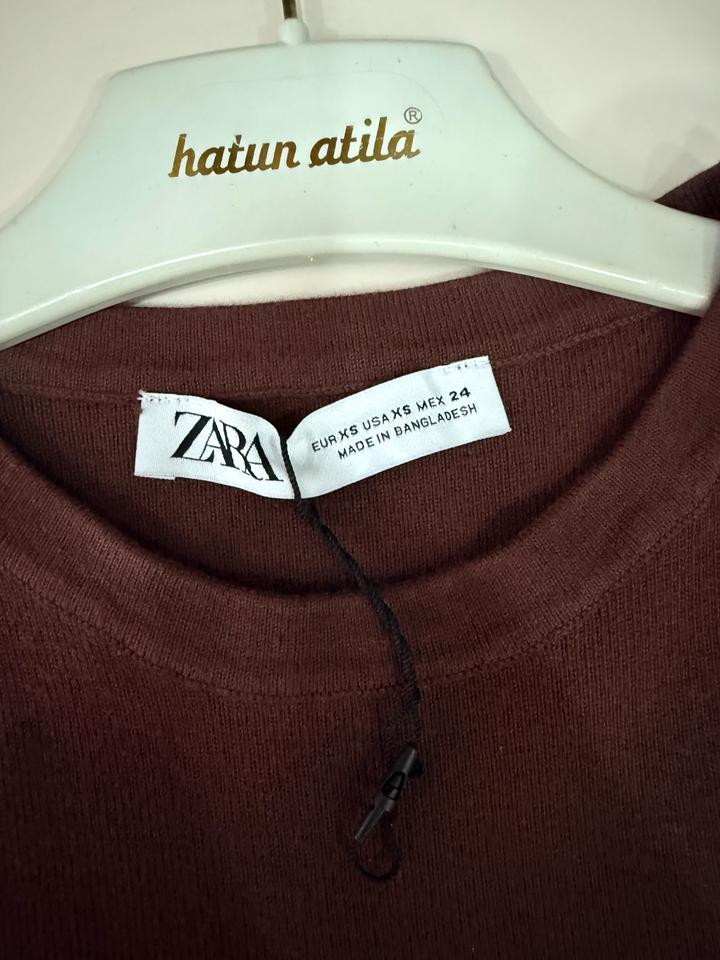 hatun atila®
ZARA
EUR XS USA XS MEX 24
MADE IN BANGLADESH